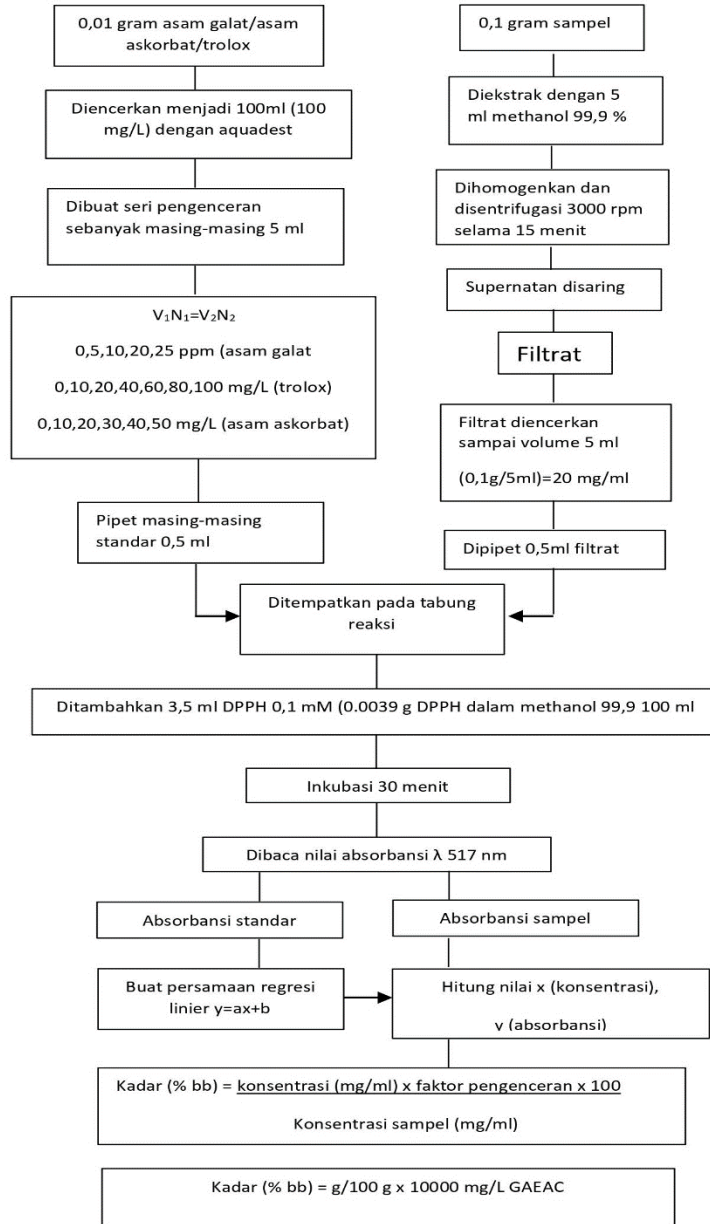 0,01 gram asam galat/asam
askorbat/trolox
Diencerkan menjadi 100ml (100
mg/L) dengan aquadest
Dibuat seri pengenceran
sebanyak masing-masing 5 ml
V₁N₁=V₂N₂
0,5,10,20,25 ppm (asam galat
0,10,20,40,60,80,100 mg/L (trolox)
0,10,20,30,40,50 mg/L (asam askorbat)
Pipet masing-masing
standar 0,5 ml
0,1 gram sampel
Diekstrak dengan 5
ml methanol 99,9 %
Dihomogenkan dan
disentrifugasi 3000 rpm
selama 15 menit
Supernatan disaring
Filtrat
Filtrat diencerkan
sampai volume 5 ml
(0,1g/5ml)=20 mg/ml
Dipipet 0,5ml filtrat
Ditempatkan pada tabung
reaksi
Ditambahkan 3,5 ml DPPH 0,1 mM (0.0039 g DPPH dalam methanol 99,9 100 ml
Inkubasi 30 menit
Dibaca nilai absorbansi λ 517 nm
Absorbansi standar
Absorbansi sampel
Buat persamaan regresi
linier y=ax+b
Hitung nilai x (konsentrasi),
y (absorbansi)
Kadar (% bb) = konsentrasi (mg/ml) x faktor pengenceran x 100
Konsentrasi sampel (mg/ml)
Kadar (% bb) = g/100 g x 10000 mg/L GAEAC